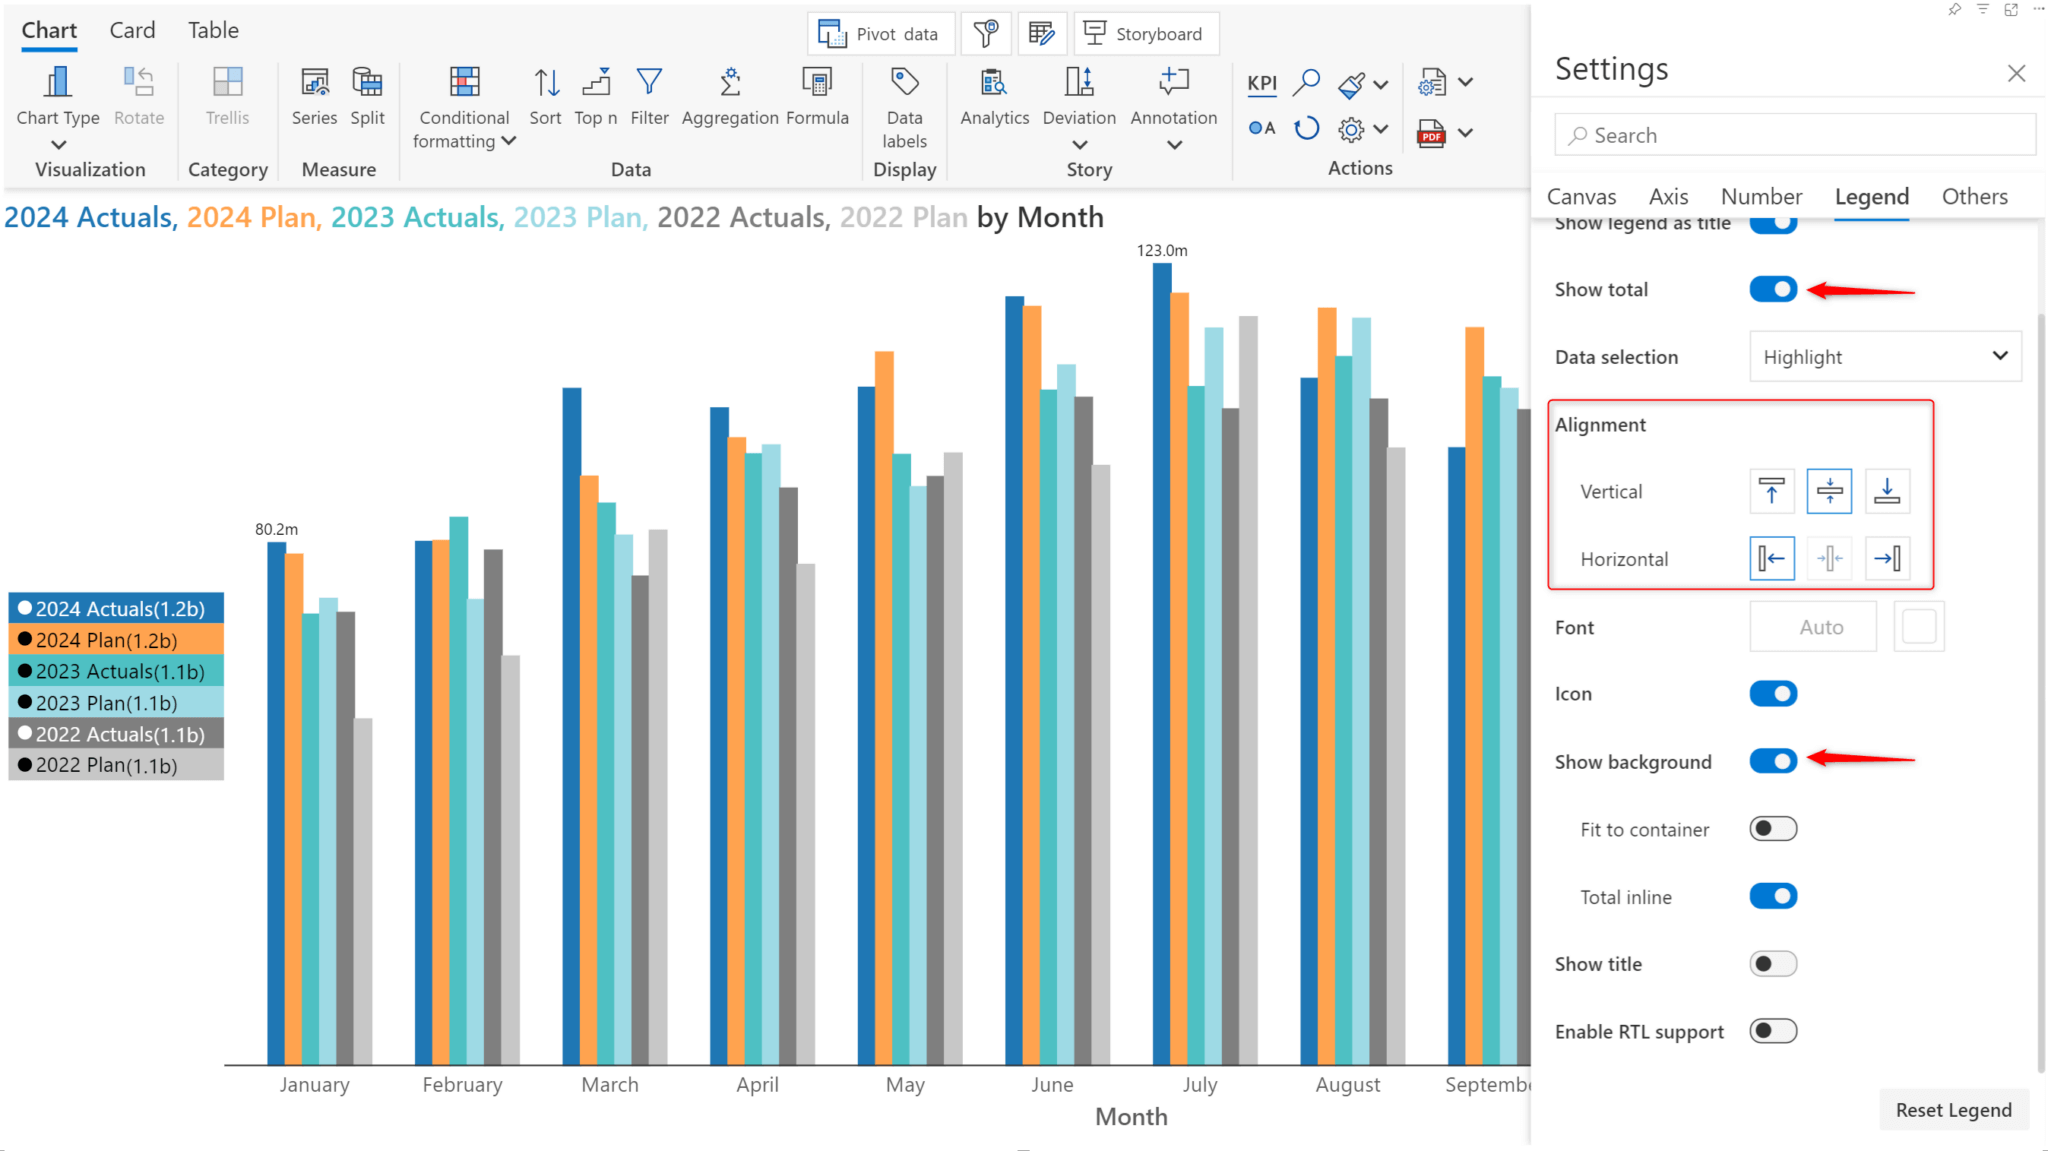 Chart Card Table
Pivot data
Storyboard
Chart Type
Rotate
Visualization
Trellis
Category
Series
Split
Measure
Conditional
formatting
Sort
Top n
Filter
Aggregation
Formula
Data
Data
labels
Display
Analytics
Deviation
Annotation
Story
KPI
A
PDF
Actions
2024 Actuals, 2024 Plan, 2023 Actuals, 2023 Plan, 2022 Actuals, 2022 Plan by Month
80.2m
123.0m
2024 Actuals(1.2b)
2024 Plan(1.2b)
2023 Actuals(1.1b)
2023 Plan(1.1b)
2022 Actuals(1.1b)
2022 Plan(1.1b)
January February March April May June July August Septembe
Month
Settings
Search
Canvas Axis Number Legend Others
Show legend as title
Show total
Data selection Highlight
Alignment
Vertical
Horizontal
Font Auto
Icon
Show background
Fit to container
Total inline
Show title
Enable RTL support
Reset Legend